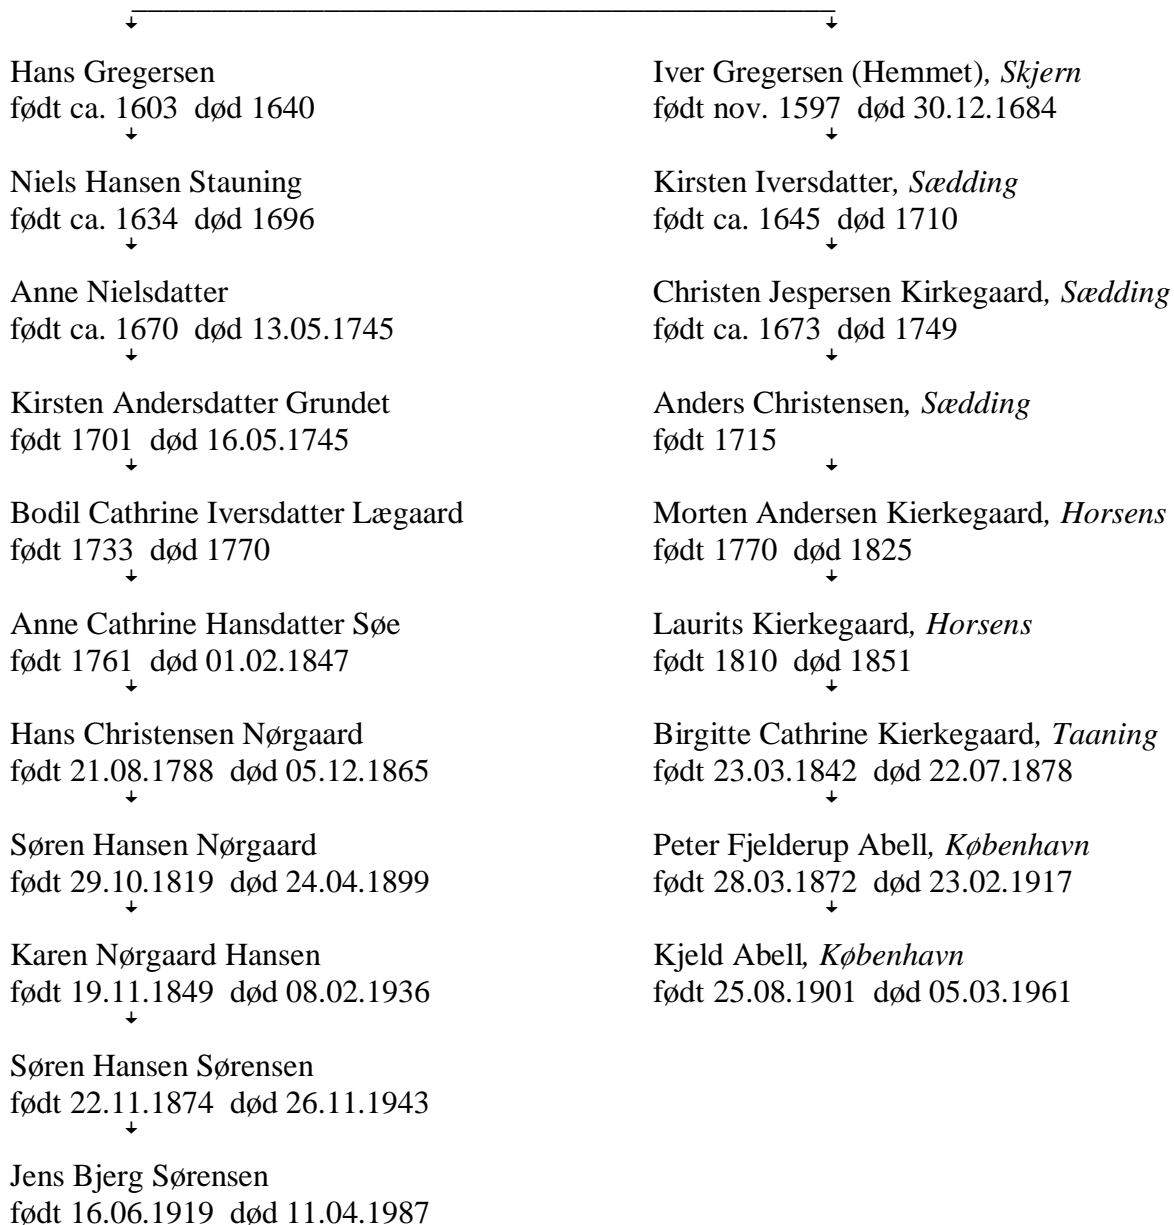 Hans Gregersen
født ca. 1603 død 1640
Niels Hansen Stauning
født ca. 1634 død 1696
Anne Nielsdatter
født ca. 1670 død 13.05.1745
Kirsten Andersdatter Grundet
født 1701 død 16.05.1745
Bodil Cathrine Iversdatter Lægaard
født 1733 død 1770
Anne Cathrine Hansdatter Søe
født 1761 død 01.02.1847
Hans Christensen Nørgaard
født 21.08.1788 død 05.12.1865
Søren Hansen Nørgaard
født 29.10.1819 død 24.04.1899
Karen Nørgaard Hansen
født 19.11.1849 død 08.02.1936
Søren Hansen Sørensen
født 22.11.1874 død 26.11.1943
Jens Bjerg Sørensen
født 16.06.1919 død 11.04.1987
Iver Gregersen (Hemmet), Skjern
født nov. 1597 død 30.12.1684
Kirsten Iversdatter, Sædding
født ca. 1645 død 1710
Christen Jespersen Kirkegaard, Sædding
født ca. 1673 død 1749
Anders Christensen, Sædding
født 1715
Morten Andersen Kierkegaard, Horsens
født 1770 død 1825
Laurits Kierkegaard, Horsens
født 1810 død 1851
Birgitte Cathrine Kierkegaard, Taaning
født 23.03.1842 død 22.07.1878
Peter Fjelderup Abell, København
født 28.03.1872 død 23.02.1917
Kjeld Abell, København
født 25.08.1901 død 05.03.1961